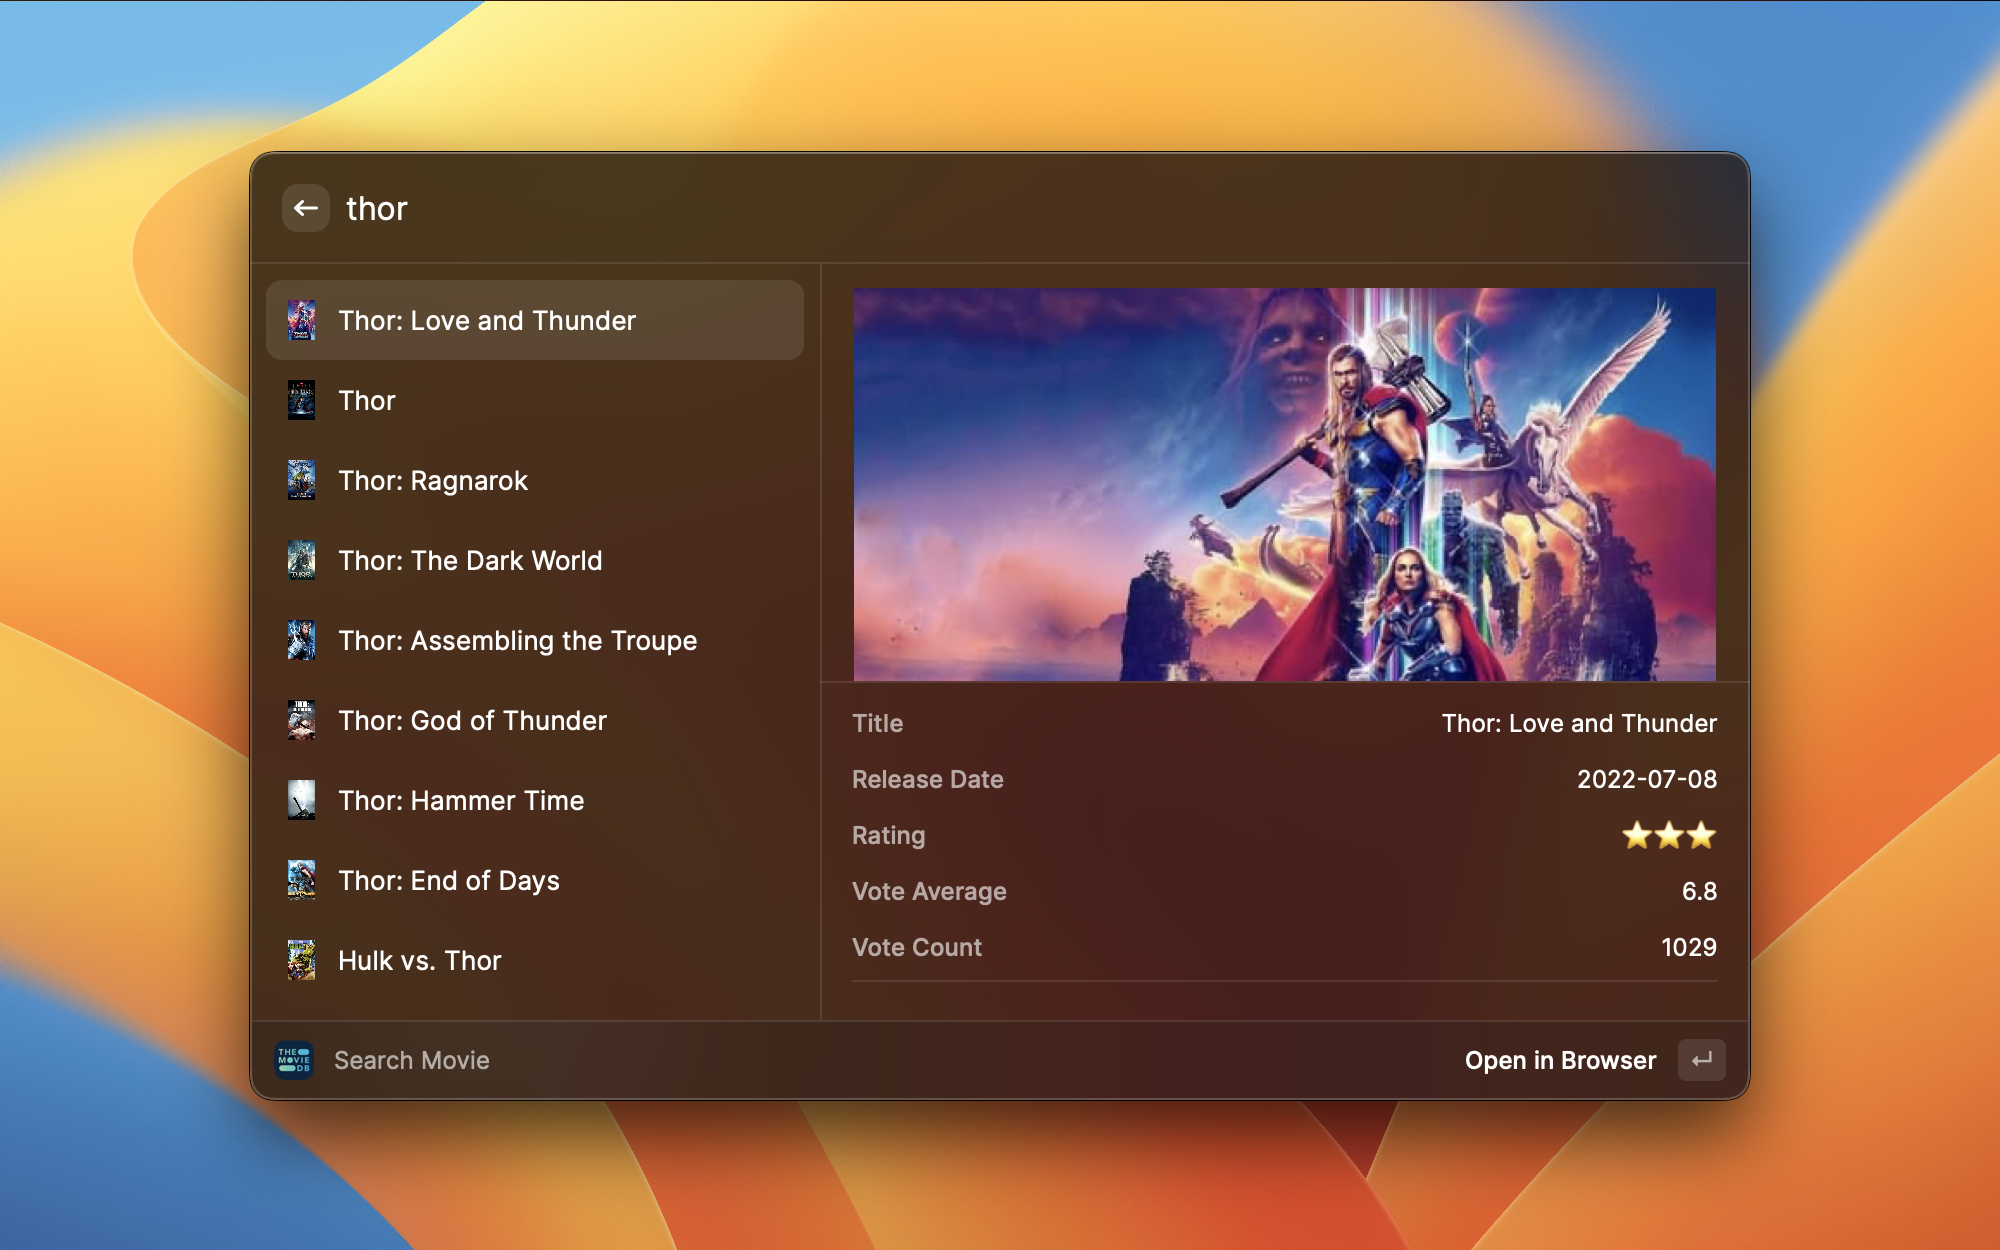 thor
Thor: Love and Thunder
Thor
Thor: Ragnarok
Thor: The Dark World
Thor: Assembling the Troupe
Thor: God of Thunder
Thor: Hammer Time
Thor: End of Days
Hulk vs. Thor
Title Thor: Love and Thunder
Release Date 2022-07-08
Rating ⭐⭐⭐
Vote Average 6.8
Vote Count 1029
THE
MOVIE
DB
Search Movie
Open in Browser